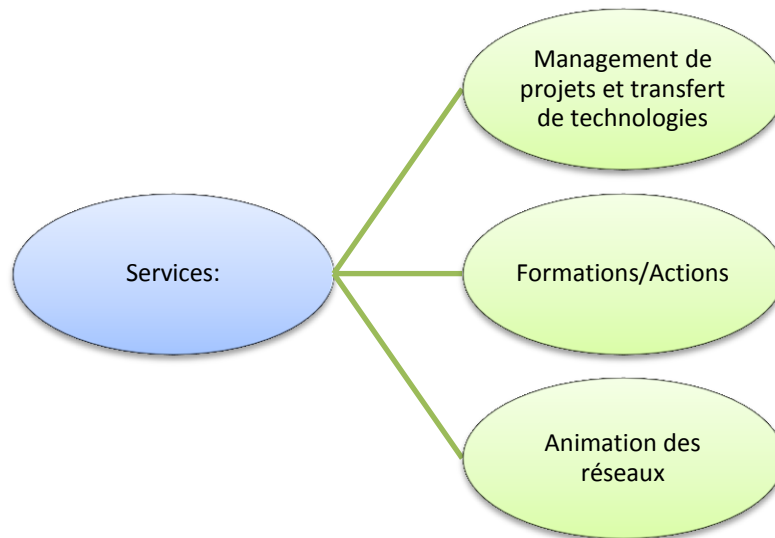 Management de
projets et transfert
de technologies
Services:
Formations/Actions
Animation des
réseaux